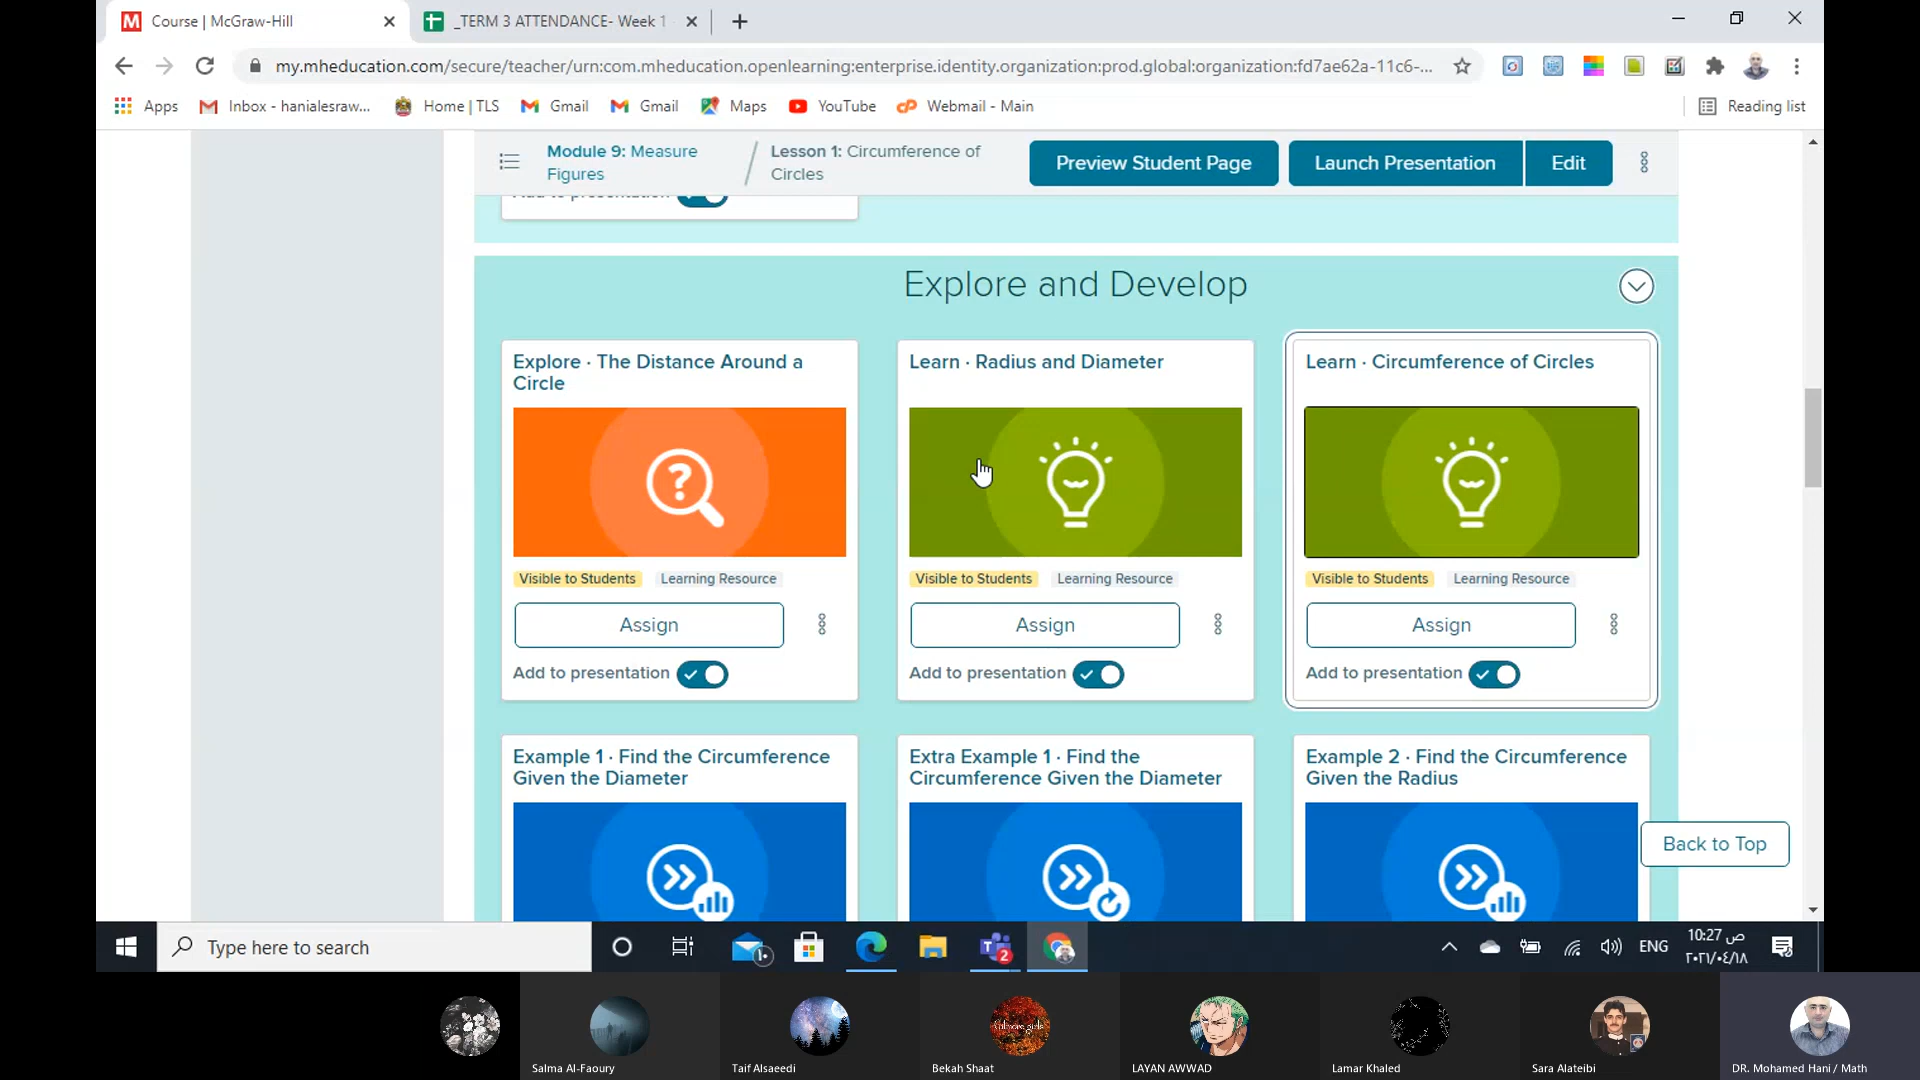 Course | McGraw-Hill
_TERM 3 ATTENDANCE- Week 1
my.mheducation.com/secure/teacher/urn:com.mheducation.openlearning:enterprise.identity.organization:prod.global:organization:fd7ae62a-11c6-...
Apps
Inbox - hanialesraw...
Home | TLS
Gmail
Gmail
Maps
YouTube
Webmail - Main
Reading list
Module 9: Measure
Figures
Lesson 1: Circumference of
Circles
Preview Student Page
Launch Presentation
Edit
Add to presentation
Explore and Develop
Explore · The Distance Around a
Circle
Visible to Students
Learning Resource
Assign
Add to presentation
Learn · Radius and Diameter
Visible to Students
Learning Resource
Assign
Add to presentation
Learn · Circumference of Circles
Visible to Students
Learning Resource
Assign
Add to presentation
Example 1 · Find the Circumference
Given the Diameter
Extra Example 1 · Find the
Circumference Given the Diameter
Example 2 · Find the Circumference
Given the Radius
Back to Top
Type here to search
2
ENG
10:27 ص
٢٠٢١/٠٤/١٨
Salma Al-Faoury
Taif Alsaeedi
Bekah Shaat
LAYAN AWWAD
Lamar Khaled
Sara Alateibi
DR. Mohamed Hani / Math